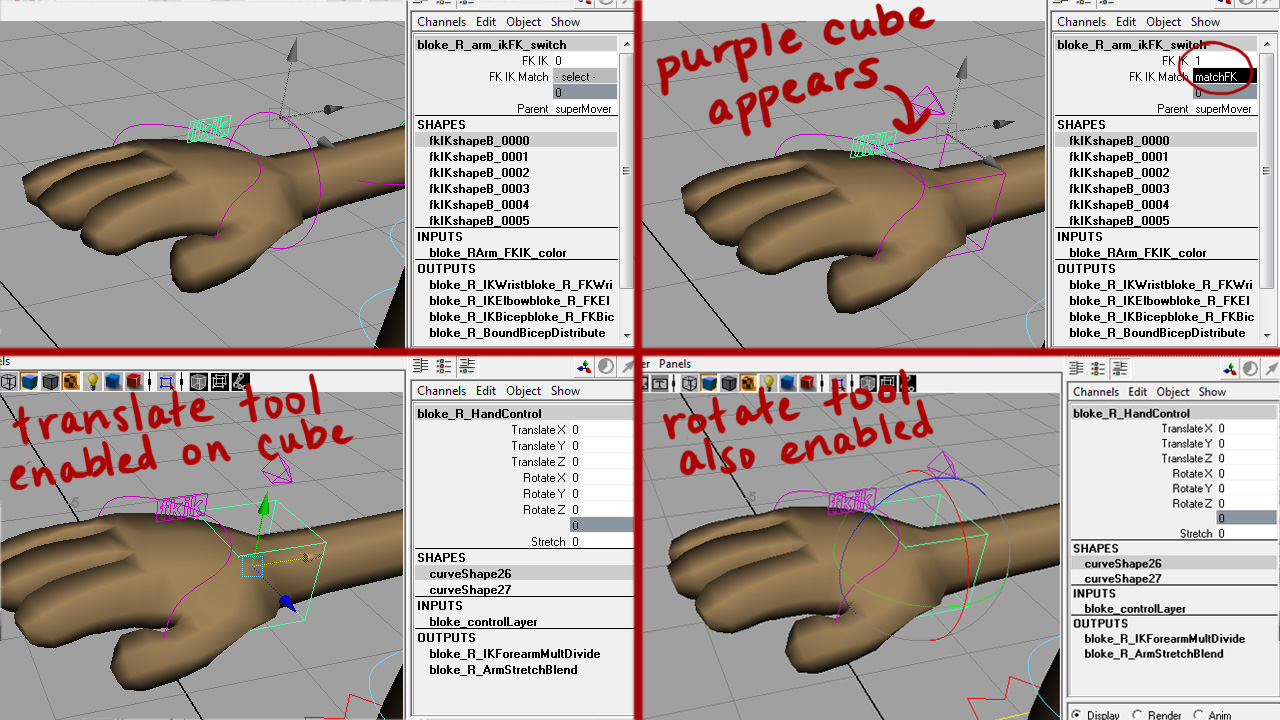 Channels Edit Object Show
bloke_R_arm_ikFK_switch
FK IK 0
FK IK Match - select -
0
Parent superMover
SHAPES
fkIKshapeB_0000
fkIKshapeB_0001
fkIKshapeB_0002
fkIKshapeB_0003
fkIKshapeB_0004
fkIKshapeB_0005
INPUTS
bloke_RArm_FKIK_color
OUTPUTS
bloke_R_IKWristbloke_R_FKWri
bloke_R_IKElbowbloke_R_FKEl
bloke_R_IKBicepbloke_R_FKBic
bloke_R_BoundBicepDistribute
purple cube
appears
Channels Edit Object Show
bloke_R_arm_ikFK_switch
FK IK 1
FK IK Match matchFK
0
Parent superMover
SHAPES
fkIKshapeB_0000
fkIKshapeB_0001
fkIKshapeB_0002
fkIKshapeB_0003
fkIKshapeB_0004
fkIKshapeB_0005
INPUTS
bloke_RArm_FKIK_color
OUTPUTS
bloke_R_IKWristbloke_R_FKWri
bloke_R_IKElbowbloke_R_FKEl
bloke_R_IKBicepbloke_R_FKBic
bloke_R_BoundBicepDistribute
els
translate tool
enabled on cube
fkik
Channels Edit Object Show
bloke_R_HandControl
Translate X 0
Translate Y 0
Translate Z 0
Rotate X 0
Rotate Y 0
Rotate Z 0
0
Stretch 0
SHAPES
curveShape26
curveShape27
INPUTS
bloke_controlLayer
OUTPUTS
bloke_R_IKForearmMultDivide
bloke_R_ArmStretchBlend
er Panels
rotate tool
also enabled
fkik
Channels Edit Object Show
bloke_R_HandControl
Translate X 0
Translate Y 0
Translate Z 0
Rotate X 0
Rotate Y 0
Rotate Z 0
0
Stretch 0
SHAPES
curveShape26
curveShape27
INPUTS
bloke_controlLayer
OUTPUTS
bloke_R_IKForearmMultDivide
bloke_R_ArmStretchBlend
Display Render Anim